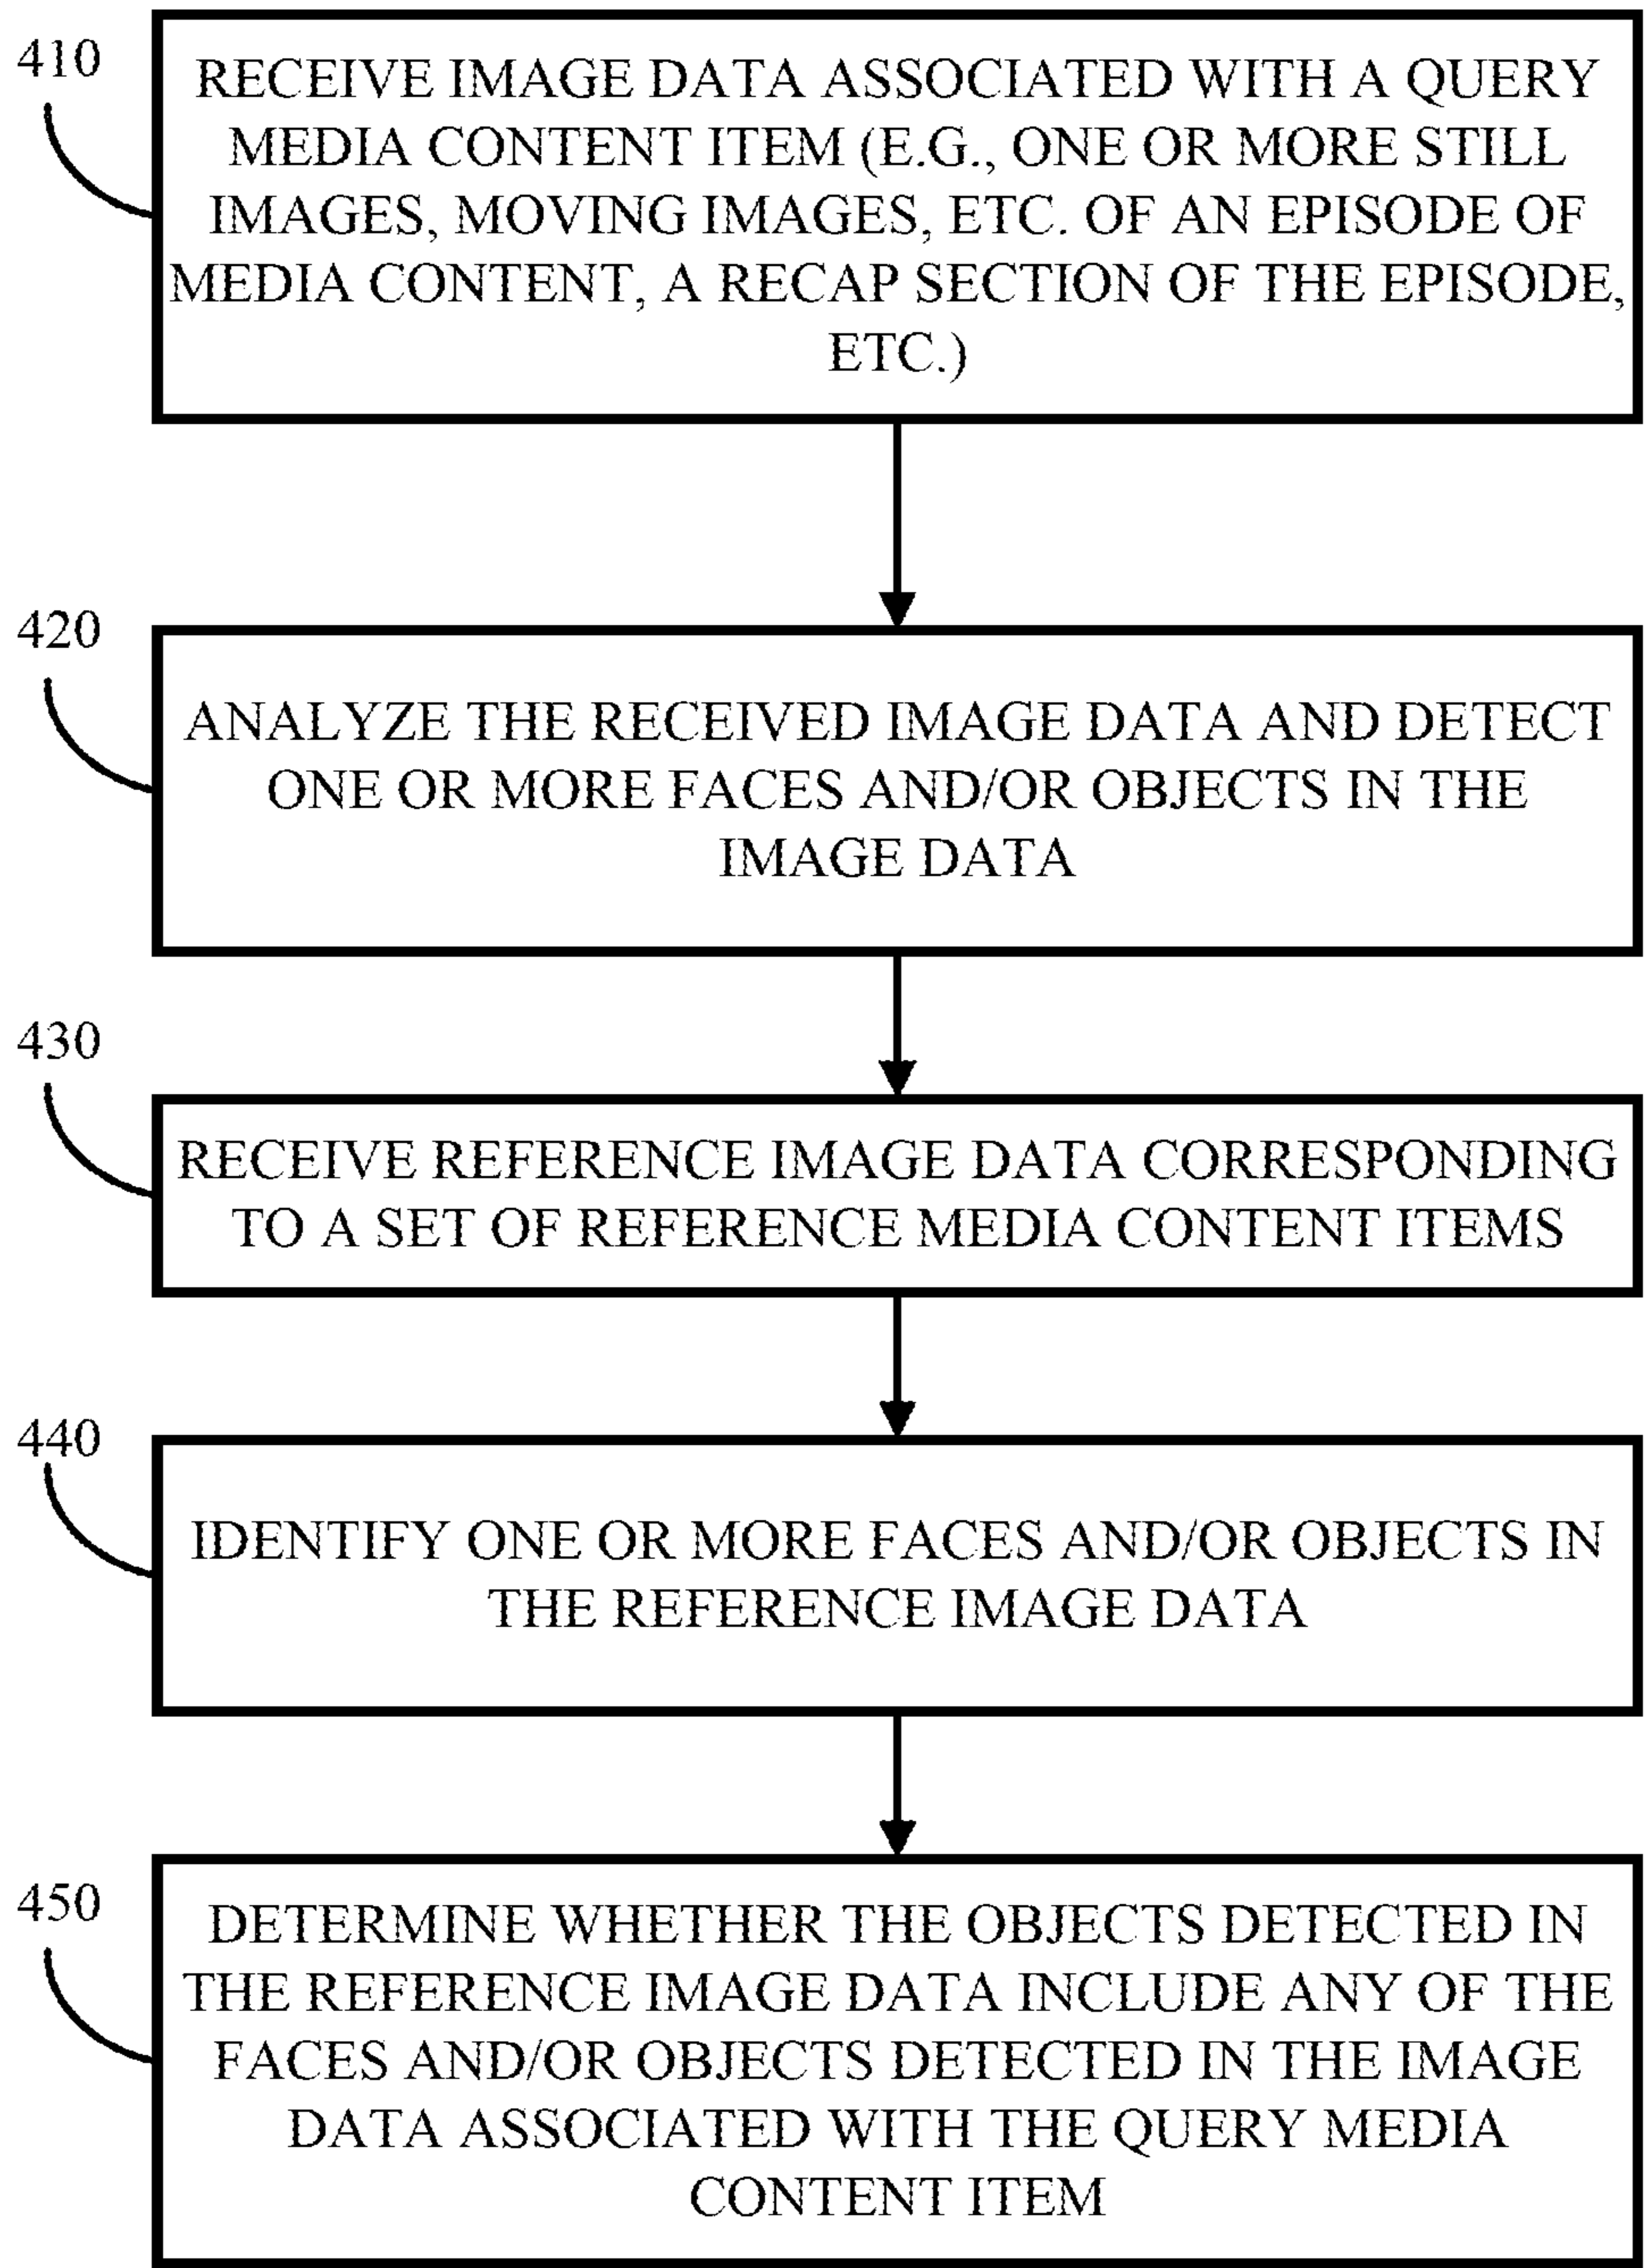 410
RECEIVE IMAGE DATA ASSOCIATED WITH A QUERY
MEDIA CONTENT ITEM (E.G., ONE OR MORE STILL
IMAGES, MOVING IMAGES, ETC. OF AN EPISODE OF
MEDIA CONTENT, A RECAP SECTION OF THE EPISODE,
ETC.)
420
ANALYZE THE RECEIVED IMAGE DATA AND DETECT
ONE OR MORE FACES AND/OR OBJECTS IN THE
IMAGE DATA
430
RECEIVE REFERENCE IMAGE DATA CORRESPONDING
TO A SET OF REFERENCE MEDIA CONTENT ITEMS
440
IDENTIFY ONE OR MORE FACES AND/OR OBJECTS IN
THE REFERENCE IMAGE DATA
450
DETERMINE WHETHER THE OBJECTS DETECTED IN
THE REFERENCE IMAGE DATA INCLUDE ANY OF THE
FACES AND/OR OBJECTS DETECTED IN THE IMAGE
DATA ASSOCIATED WITH THE QUERY MEDIA
CONTENT ITEM